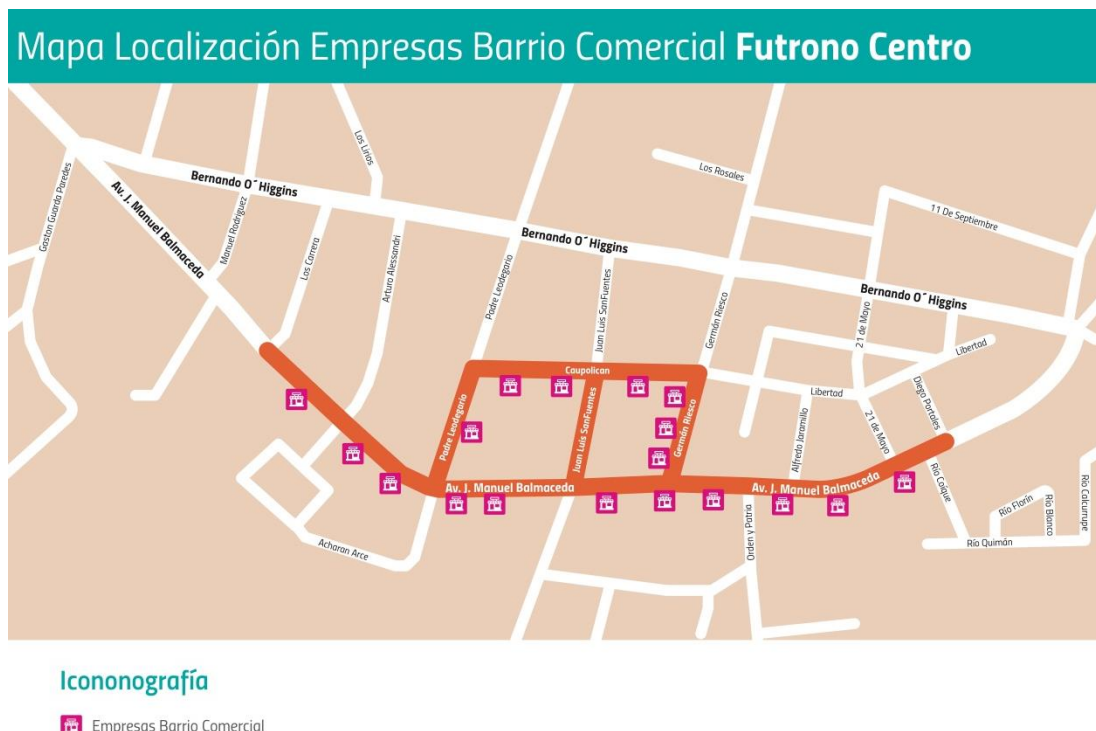 Mapa Localización Empresas Barrio Comercial Futrono Centro
Gaston Guarda Paredes
Av. J. Manuel Balmaceda
Bernando O´ Higgins
Manuel Rodriguez
Los Lirios
Los Carrera
Arturo Alessandri
Padre Leodegario
Bernando O´ Higgins
Juan Luis SanFuentes
Los Rosales
Germán Riesco
11 De Septiembre
Bernando O´ Higgins
21 de Mayo
Libertad
Caupolican
Padre Leodegario
Juan Luis SanFuentes
Germán Riesco
Libertad
Alfredo Jaramillo
21 de Mayo
Diego Portales
Av. J. Manuel Balmaceda
Av. J. Manuel Balmaceda
Acharan Arce
Orden y Patria
Río Coique
Río Florín
Río Blanco
Río Calcurrupe
Río Quimán
Icononografía
Empresas Barrio Comercial